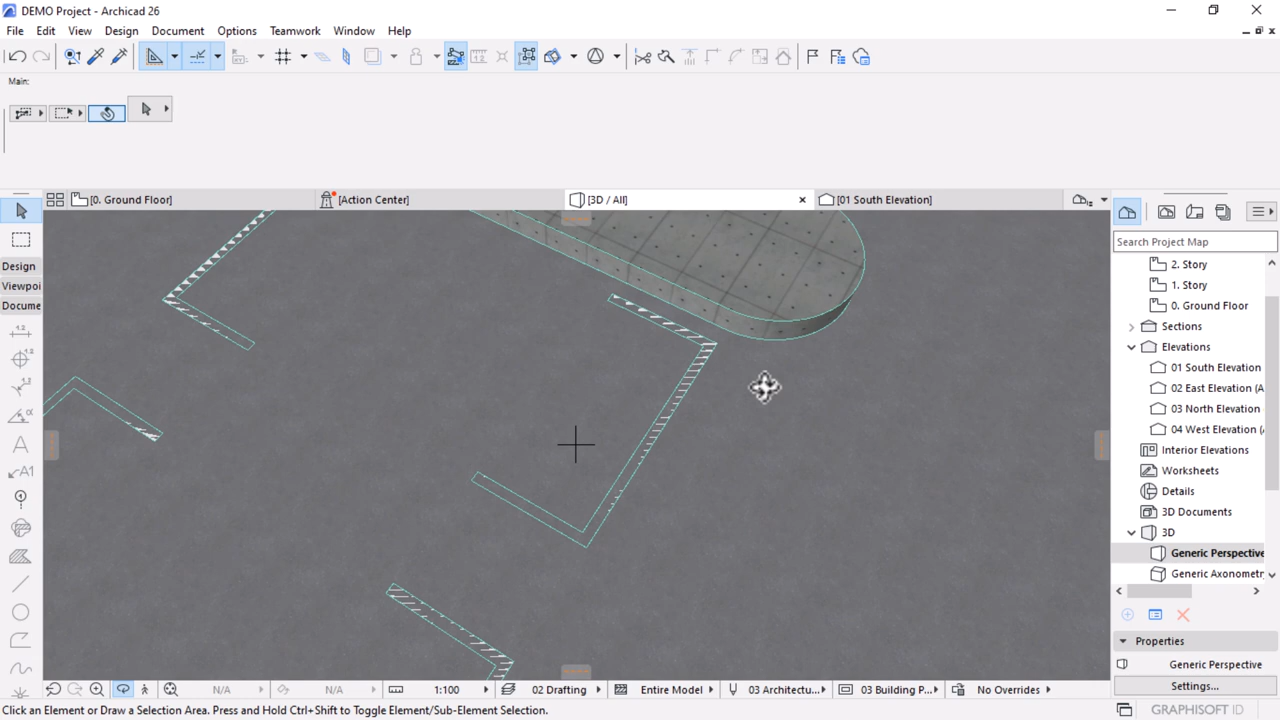 DEMO Project - Archicad 26
File Edit View Design Document Options Teamwork Window Help
Main:
[0. Ground Floor] [Action Center] [3D / All] [01 South Elevation]
Search Project Map
2. Story
1. Story
0. Ground Floor
Sections
Elevations
01 South Elevation
02 East Elevation (A
03 North Elevation
04 West Elevation (A
Interior Elevations
Worksheets
Details
3D Documents
3D
Generic Perspective
Generic Axonometr
Design
Viewpoi
Docume
A
A1
Properties
Generic Perspective
Settings...
N/A N/A 1:100 02 Drafting Entire Model 03 Architectu... 03 Building P... No Overrides
Click an Element or Draw a Selection Area. Press and Hold Ctrl+Shift to Toggle Element/Sub-Element Selection.
GRAPHISOFT ID